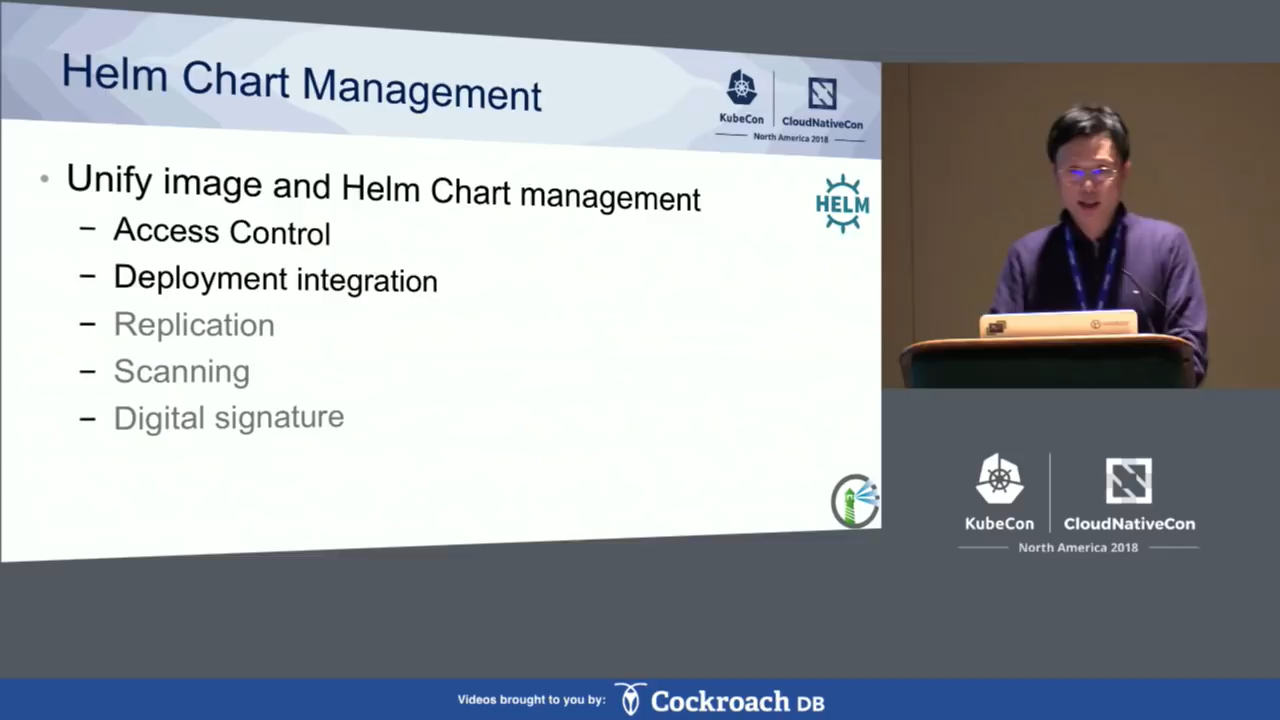 Helm Chart Management
KubeCon
CloudNativeCon
North America 2018
Unify image and Helm Chart management
HELM
– Access Control
– Deployment integration
– Replication
– Scanning
– Digital signature
KubeCon
CloudNativeCon
North America 2018
Videos brought to you by:
Cockroach DB